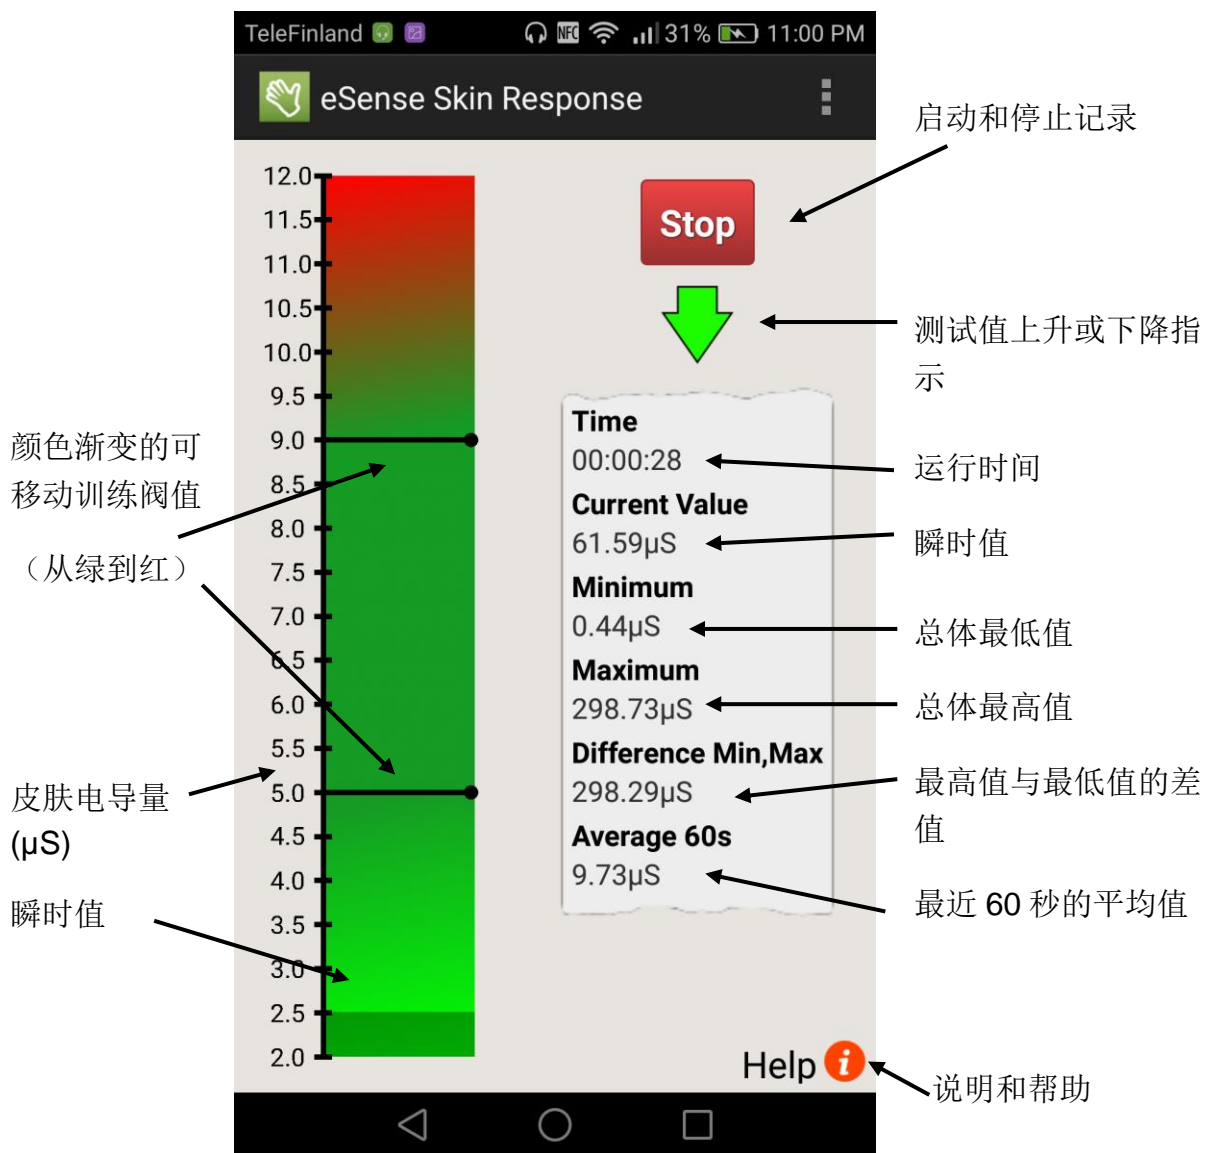 TeleFinland
NFC 31% 11:00 PM
eSense Skin Response
启动和停止记录
12.0
11.5
11.0
10.5
10.0
9.5
9.0
8.5
8.0
7.5
7.0
6.5
6.0
5.5
5.0
4.5
4.0
3.5
3.0
2.5
2.0
Stop
测试值上升或下降指
示
Time
00:00:28
运行时间
Current Value
61.59µS
瞬时值
Minimum
0.44µS
总体最低值
Maximum
298.73µS
总体最高值
Difference Min,Max
298.29µS
最高值与最低值的差
值
Average 60s
9.73µS
最近 60 秒的平均值
颜色渐变的可
移动训练阀值
（从绿到红）
皮肤电导量
(µS)
瞬时值
Help i
说明和帮助